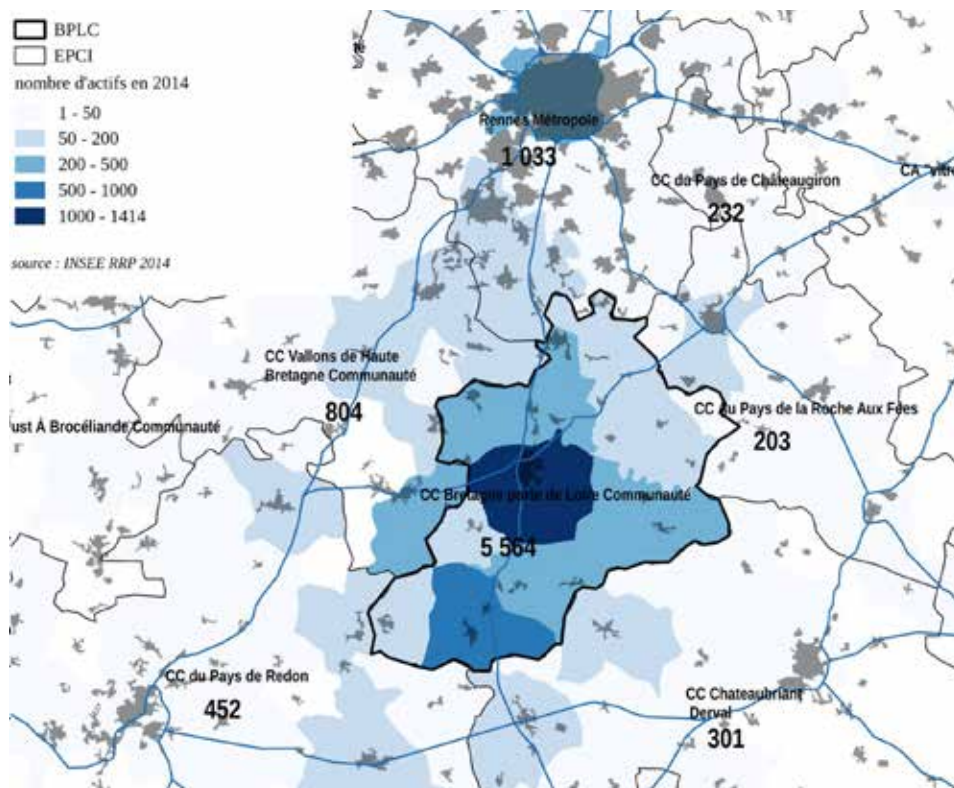 BPLC
EPCI
nombre d'actifs en 2014
1 - 50
50 - 200
200 - 500
500 - 1000
1000 - 1414
source : INSEE RRP 2014
Rennes Métropole
1 033
CC du Pays de Châteaugiron
232
CA Vitré
CC Vallons de Haute
Bretagne Communauté
804
CC Au Pays de la Roche Aux Fées
203
ust À Brocéliande Communauté
CC Bretagne porte de Loire Communauté
5 564
CC du Pays de Redon
452
CC Chateaubriant
Derval
301